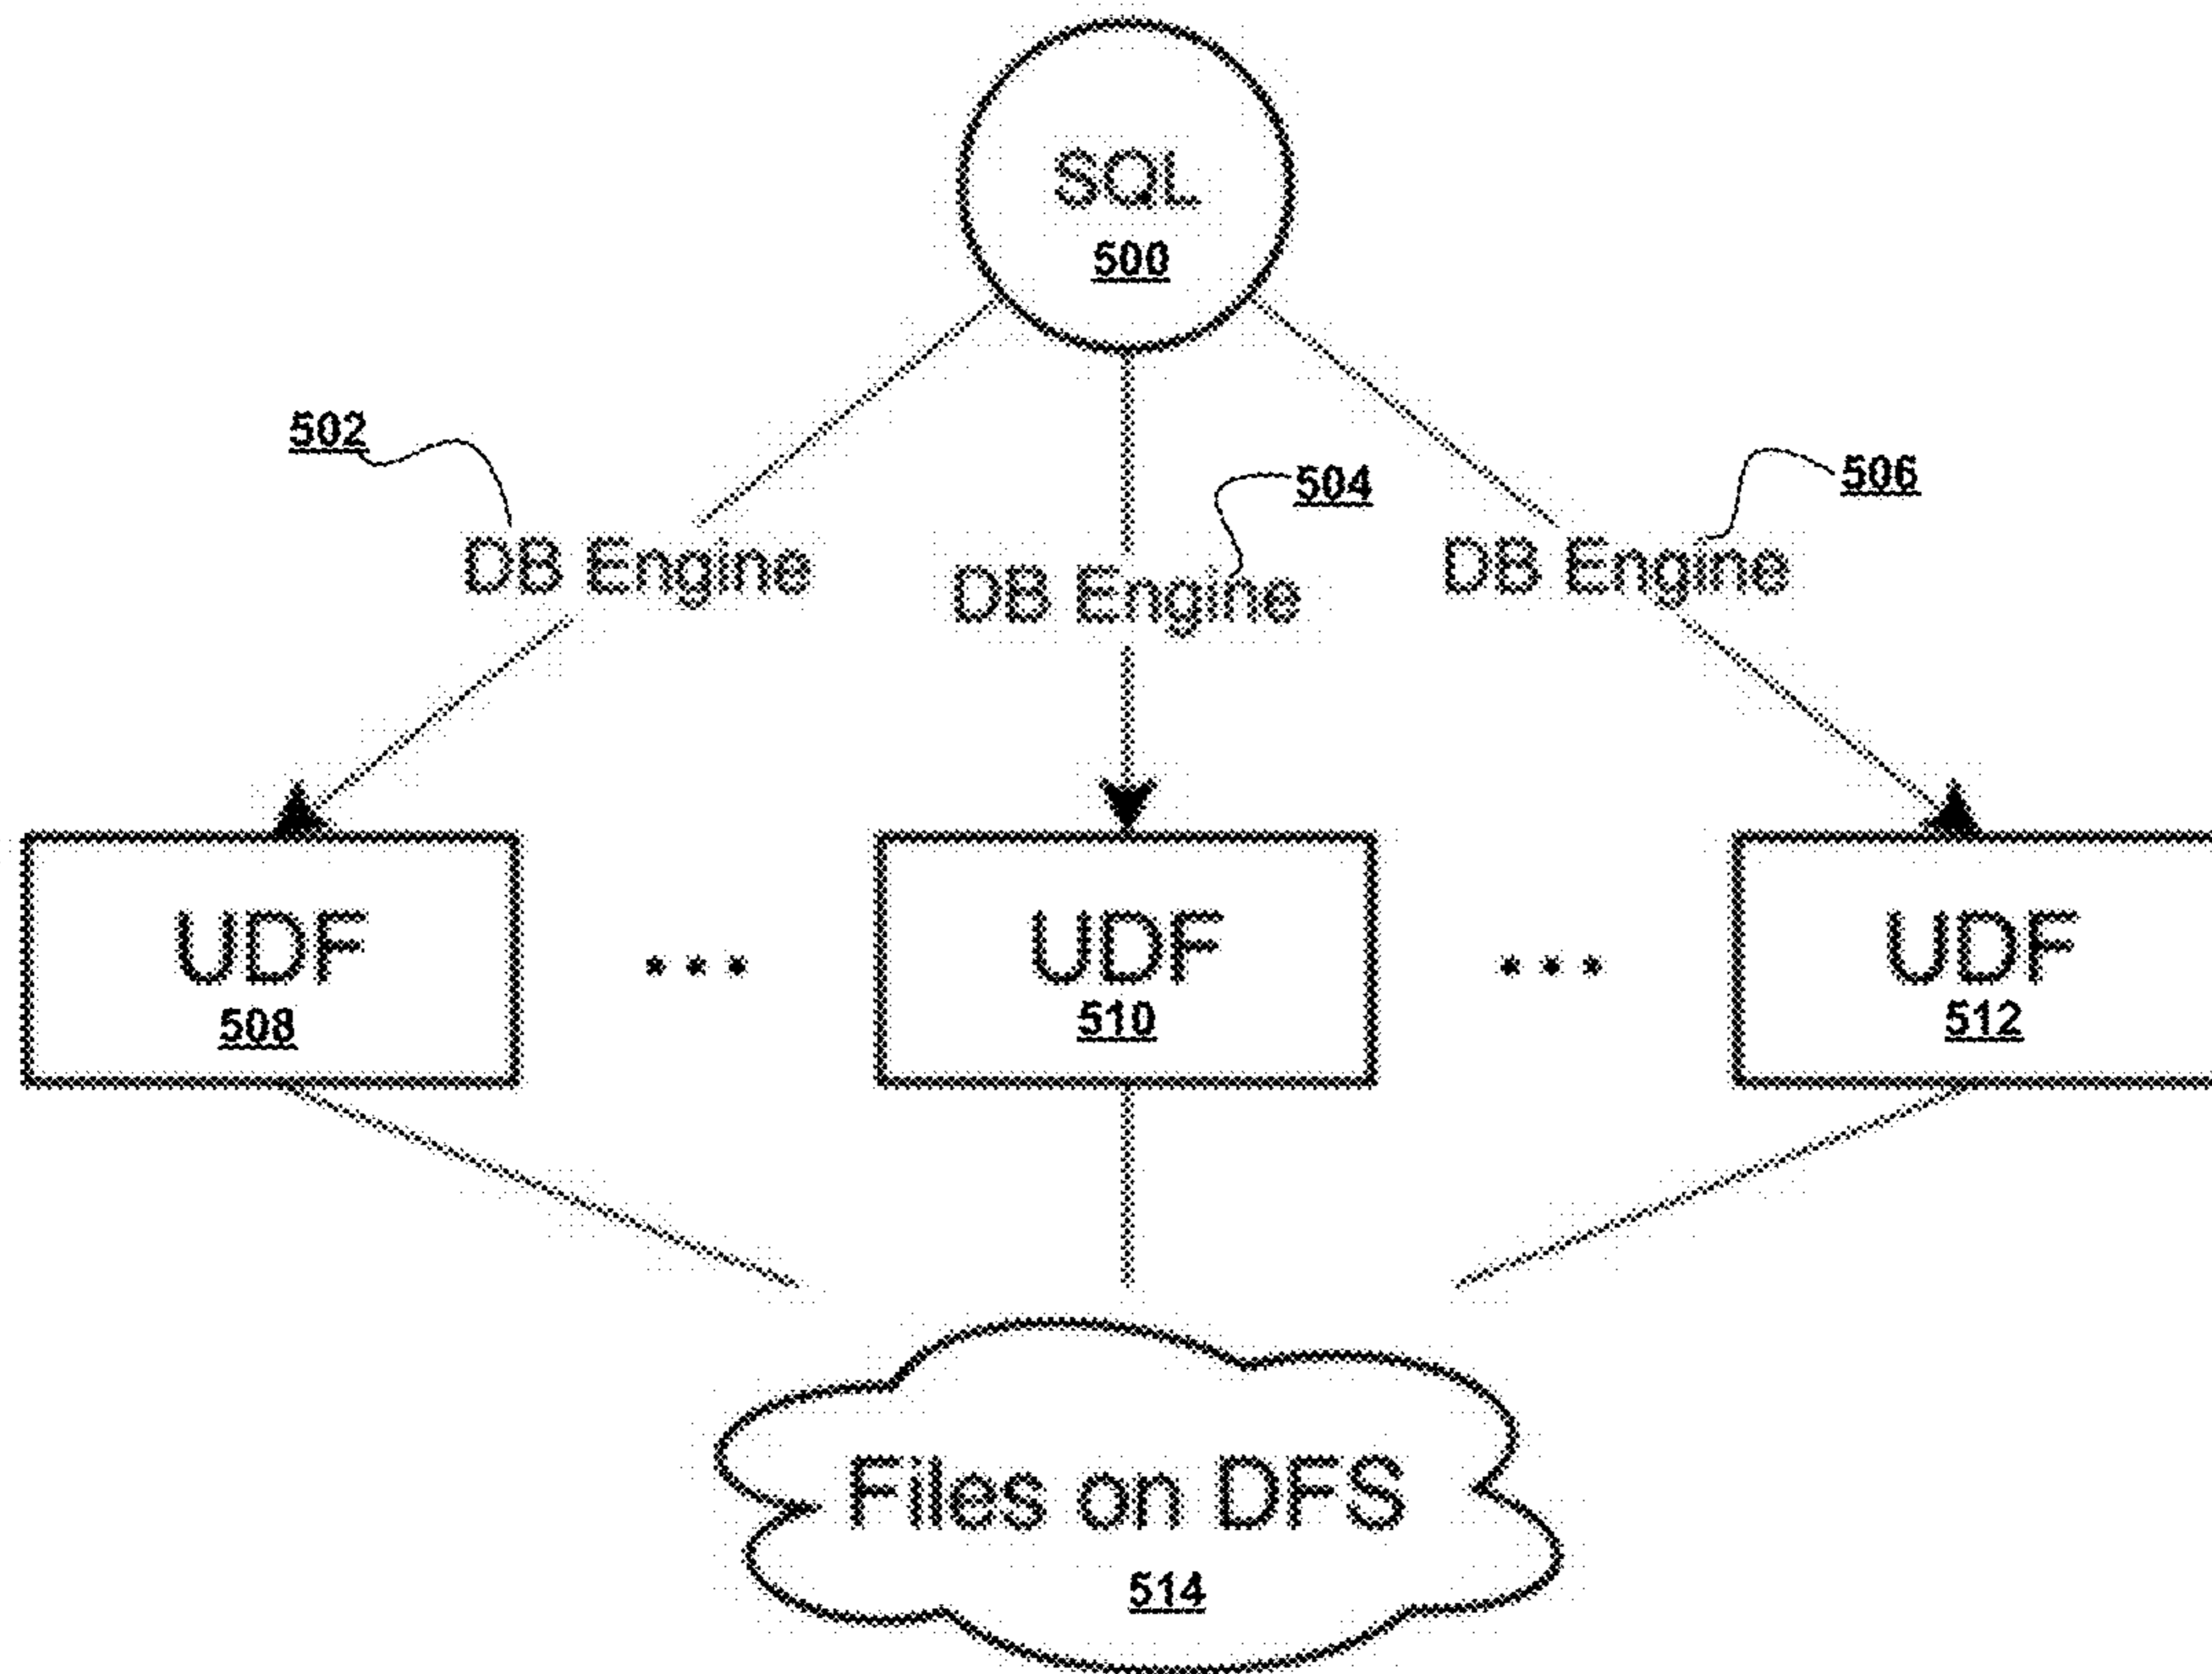 SQL
500
502
504
506
DB Engine
DB Engine
DB Engine
UDF
508
...
UDF
510
...
UDF
512
Files on DFS
514